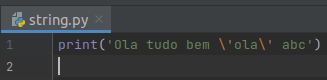 string.py ×
1 print('Ola tudo bem \'ola\' abc')
2